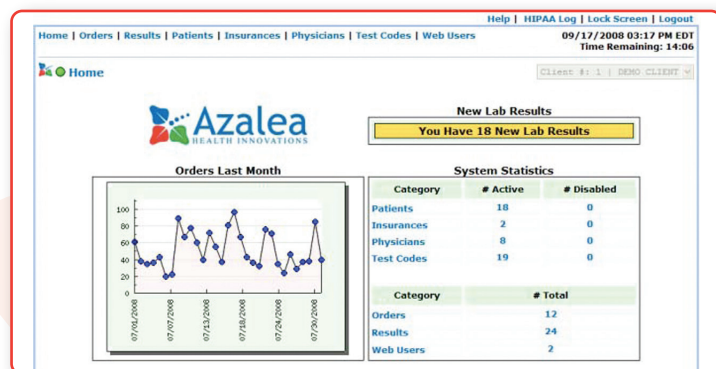 Help | HIPAA Log | Lock Screen | Logout
Home | Orders | Results | Patients | Insurances | Physicians | Test Codes | Web Users
09/17/2008 03:17 PM EDT
Time Remaining: 14:06
Home
Client #: 1 | DEMO CLIENT
Azalea
HEALTH INNOVATIONS
New Lab Results
You Have 18 New Lab Results
Orders Last Month
100
80
60
40
20
0
07/01/2008
07/07/2008
07/13/2008
07/18/2008
07/24/2008
07/30/2008
System Statistics
Category # Active # Disabled
Patients 18 0
Insurances 2 0
Physicians 8 0
Test Codes 19 0
Category # Total
Orders 12
Results 24
Web Users 2